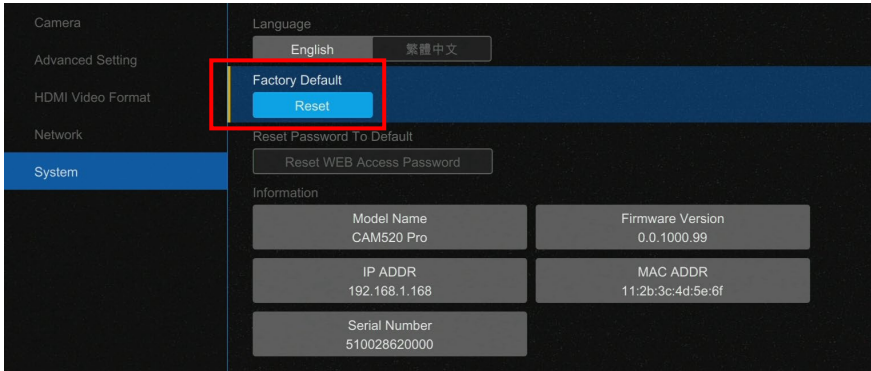 Camera
Advanced Setting
HDMI Video Format
Network
System
Language
English 繁體中文
Factory Default
Reset
Reset Password To Default
Reset WEB Access Password
Information
Model Name
CAM520 Pro
Firmware Version
0.0.1000.99
IP ADDR
192.168.1.168
MAC ADDR
11:2b:3c:4d:5e:6f
Serial Number
510028620000